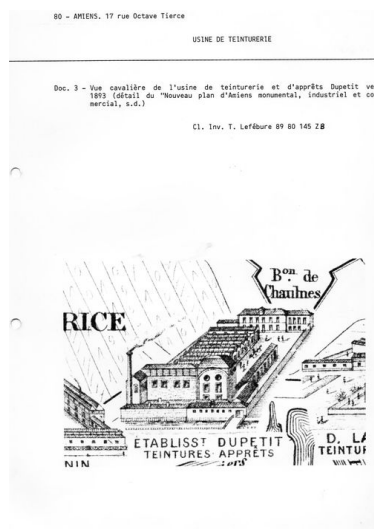 80 - AMIENS. 17 rue Octave Tierce
USINE DE TEINTURERIE
Doc. 3 - Vue cavalière de l'usine de teinturerie et d'apprêts Dupetit ve
1893 (détail du "Nouveau plan d'Amiens monumental, industriel et co
mercial, s.d.)
Cl. Inv. T. Lefébure 89 80 145 ZB
Bon. de
Chaulnes
RICE
ÉTABLISST DUPETIT
TEINTURES APPRÊTS
D. LA
TEINTUR
NIN